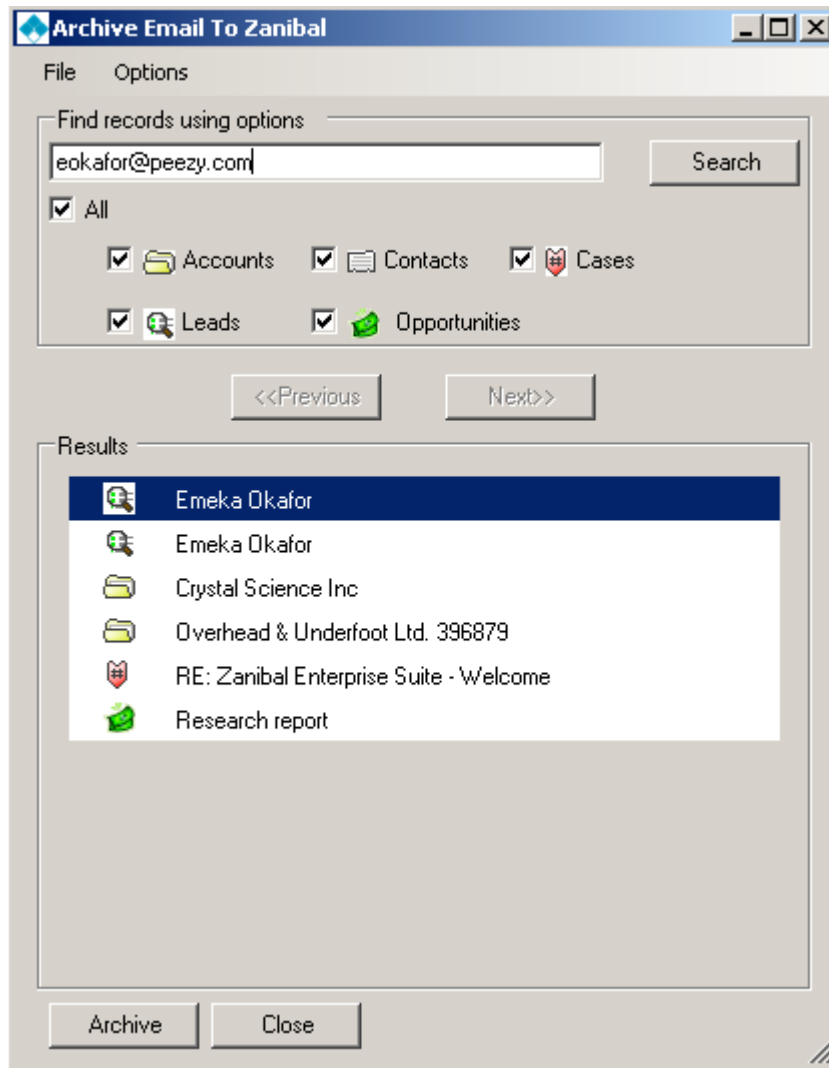 Archive Email To Zanibal
File Options
Find records using options
eokafor@peezy.com Search
All
Accounts Contacts Cases
Leads Opportunities
<<Previous Next>>
Results
Emeka Okafor
Emeka Okafor
Crystal Science Inc
Overhead & Underfoot Ltd. 396879
RE: Zanibal Enterprise Suite - Welcome
Research report
Archive Close